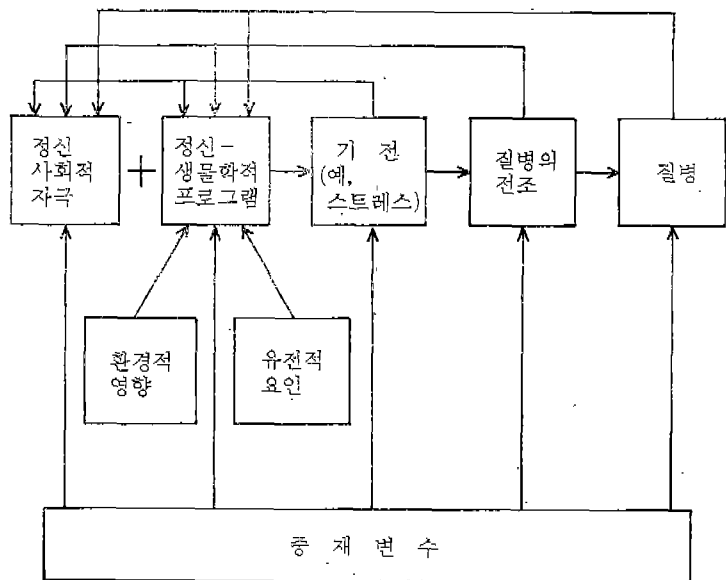 정신
사회적
자극
+
정신-
생물학적
프로그램
기 전
(예,
스트레스)
질병의
전조
질병
환경적
영향
유전적
요인
중 재 변 수